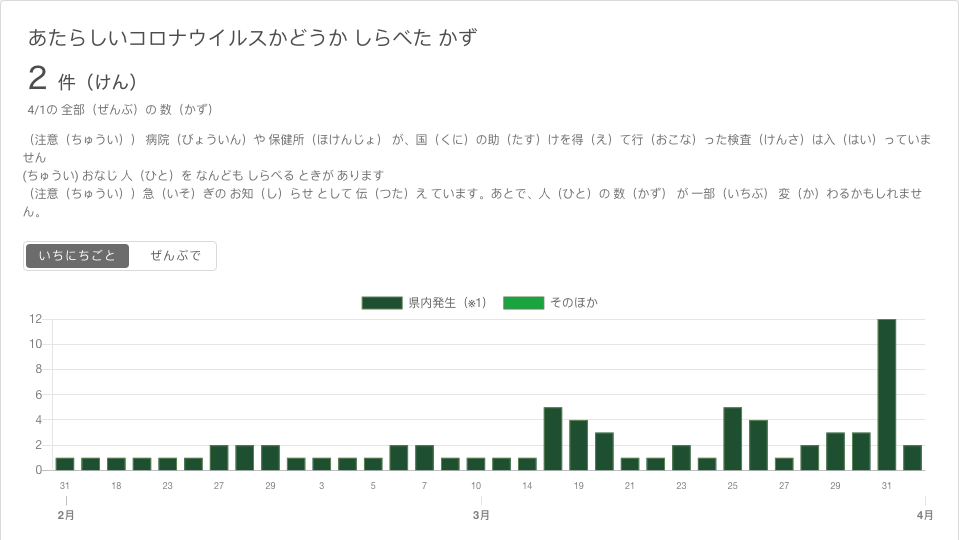 あたらしいコロナウイルスかどうか しらべた かず
2 件（けん）
4/1の 全部（ぜんぶ）の 数（かず）
（注意（ちゅうい）） 病院（びょういん）や 保健所（ほけんじょ） が、国（くに）の助（たす）けを得（え）て行（おこな）った検査（けんさ）は入（はい）っていま
せん
(ちゅうい) おなじ 人（ひと）を なんども しらべる ときが あります
（注意（ちゅうい））急（いそ）ぎの お知（し）らせ として 伝（つた）え ています。あとで、人（ひと）の 数（かず） が 一部（いちぶ） 変（か）わるかもしれませ
ん。
いちにちごと ぜんぶで
県内発生（※1） そのほか
12
10
8
6
4
2
0
31 18 23 27 29 3 5 7 10 14 19 21 23 25 27 29 31
2月 3月 4月